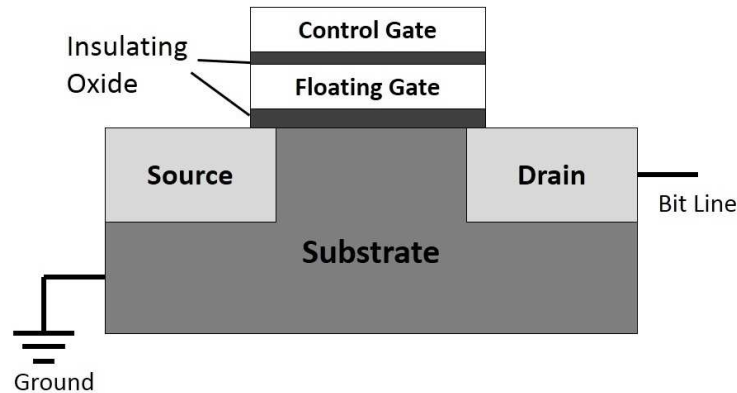 Control Gate
Insulating
Oxide
Floating Gate
Source
Drain
Bit Line
Substrate
Ground